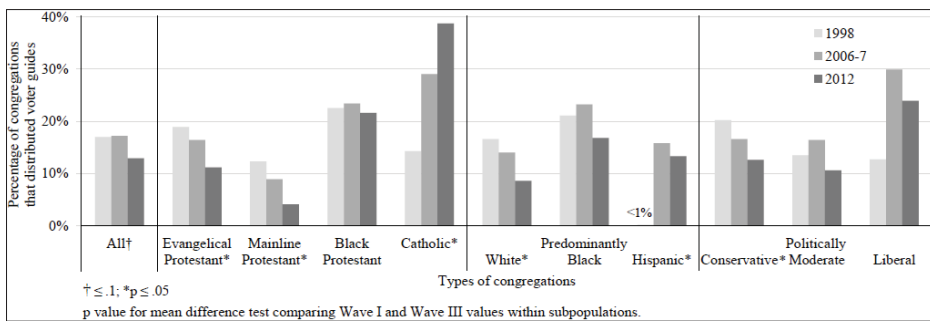 Percentage of congregations
that distributed voter guides
40%
30%
20%
10%
0%
1998
2006-7
2012
<1%
All†
Evangelical
Protestant*
Mainline
Protestant*
Black
Protestant
Catholic*
Predominantly
White* Black Hispanic*
Politically
Conservative* Moderate Liberal
Types of congregations
† ≤ .1; *p ≤ .05
p value for mean difference test comparing Wave I and Wave III values within subpopulations.